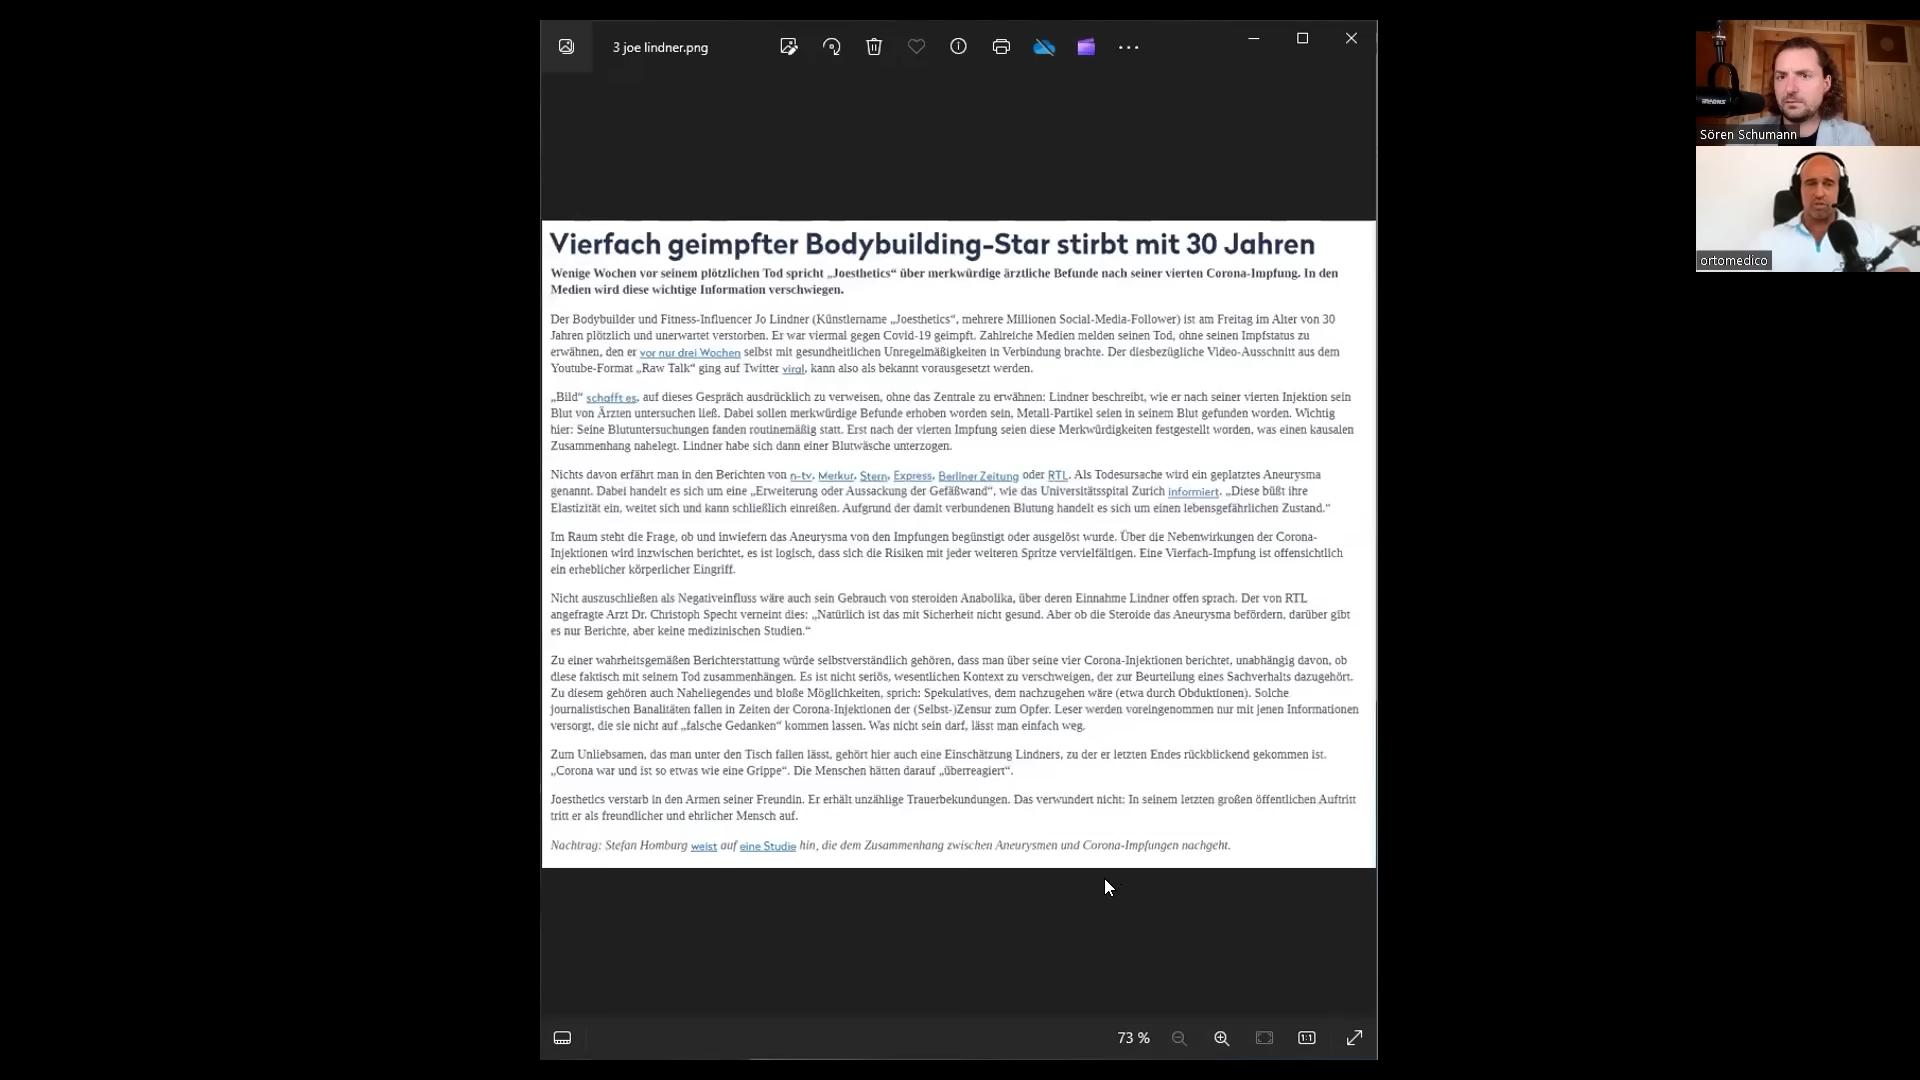 3 joe lindner.png
Vierfach geimpfter Bodybuilding-Star stirbt mit 30 Jahren
Wenige Wochen vor seinem plötzlichen Tod spricht „Joesthetics“ über merkwürdige ärztliche Befunde nach seiner vierten Corona-Impfung. In den
Medien wird diese wichtige Information verschwiegen.
Der Bodybuilder und Fitness-Influencer Jo Lindner (Künstlername „Joesthetics“, mehrere Millionen Social-Media-Follower) ist am Freitag im Alter von 30
Jahren plötzlich und unerwartet verstorben. Er war viermal gegen Covid-19 geimpft. Zahlreiche Medien melden seinen Tod, ohne seinen Impfstatus zu
erwähnen, den er vor nur drei Wochen selbst mit gesundheitlichen Unregelmäßigkeiten in Verbindung brachte. Der diesbezügliche Video-Ausschnitt aus dem
Youtube-Format „Raw Talk“ ging auf Twitter viral, kann also als bekannt vorausgesetzt werden.
„Bild“ schafft es, auf dieses Gespräch ausdrücklich zu verweisen, ohne das Zentrale zu erwähnen: Lindner beschreibt, wie er nach seiner vierten Injektion sein
Blut von Ärzten untersuchen ließ. Dabei sollen merkwürdige Befunde erhoben worden sein, Metall-Partikel seien in seinem Blut gefunden worden. Wichtig
hier: Seine Blutuntersuchungen fanden routinemäßig statt. Erst nach der vierten Impfung seien diese Merkwürdigkeiten festgestellt worden, was einen kausalen
Zusammenhang nahelegt. Lindner habe sich dann einer Blutwäsche unterzogen.
Nichts davon erfährt man in den Berichten von n-tv, Merkur, Stern, Express, Berliner Zeitung oder RTL. Als Todesursache wird ein geplatztes Aneurysma
genannt. Dabei handelt es sich um eine „Erweiterung oder Aussackung der Gefäßwand“, wie das Universitätsspital Zurich informiert. „Diese büßt ihre
Elastizität ein, weitet sich und kann schließlich einreißen. Aufgrund der damit verbundenen Blutung handelt es sich um einen lebensgefährlichen Zustand.“
Im Raum steht die Frage, ob und inwiefern das Aneurysma von den Impfungen begünstigt oder ausgelöst wurde. Über die Nebenwirkungen der Corona-
Injektionen wird inzwischen berichtet, es ist logisch, dass sich die Risiken mit jeder weiteren Spritze vervielfältigen. Eine Vierfach-Impfung ist offensichtlich
ein erheblicher körperlicher Eingriff.
Nicht auszuschließen als Negativeinfluss wäre auch sein Gebrauch von steroiden Anabolika, über deren Einnahme Lindner offen sprach. Der von RTL
angefragte Arzt Dr. Christoph Specht verneint dies: „Natürlich ist das mit Sicherheit nicht gesund. Aber ob die Steroide das Aneurysma befördern, darüber gibt
es nur Berichte, aber keine medizinischen Studien.“
Zu einer wahrheitsgemäßen Berichterstattung würde selbstverständlich gehören, dass man über seine vier Corona-Injektionen berichtet, unabhängig davon, ob
diese faktisch mit seinem Tod zusammenhängen. Es ist nicht seriös, wesentlichen Kontext zu verschweigen, der zur Beurteilung eines Sachverhalts dazugehört.
Zu diesem gehören auch Naheliegendes und bloße Möglichkeiten, sprich: Spekulatives, dem nachzugehen wäre (etwa durch Obduktionen). Solche
journalistischen Banalitäten fallen in Zeiten der Corona-Injektionen der (Selbst-)Zensur zum Opfer. Leser werden voreingenommen nur mit jenen Informationen
versorgt, die sie nicht auf „falsche Gedanken“ kommen lassen. Was nicht sein darf, lässt man einfach weg.
Zum Unliebsamen, das man unter den Tisch fallen lässt, gehört hier auch eine Einschätzung Lindners, zu der er letzten Endes rückblickend gekommen ist.
„Corona war und ist so etwas wie eine Grippe“. Die Menschen hätten darauf „überreagiert“.
Joesthetics verstarb in den Armen seiner Freundin. Er erhält unzählige Trauerbekundungen. Das verwundert nicht: In seinem letzten großen öffentlichen Auftritt
tritt er als freundlicher und ehrlicher Mensch auf.
Nachtrag: Stefan Homburg weist auf eine Studie hin, die dem Zusammenhang zwischen Aneurysmen und Corona-Impfungen nachgeht.
73 %
1:1
Sören Schumann
ortomedico